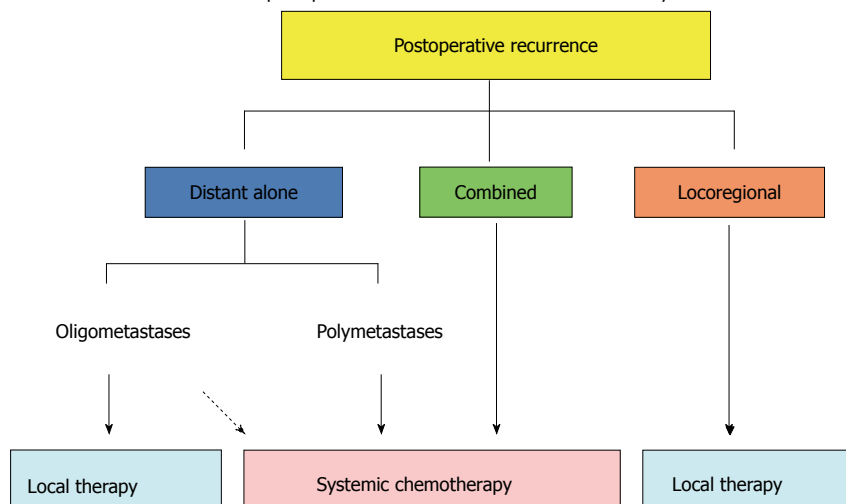 Postoperative recurrence
Distant alone
Combined
Locoregional
Oligometastases
Polymetastases
Local therapy
Systemic chemotherapy
Local therapy